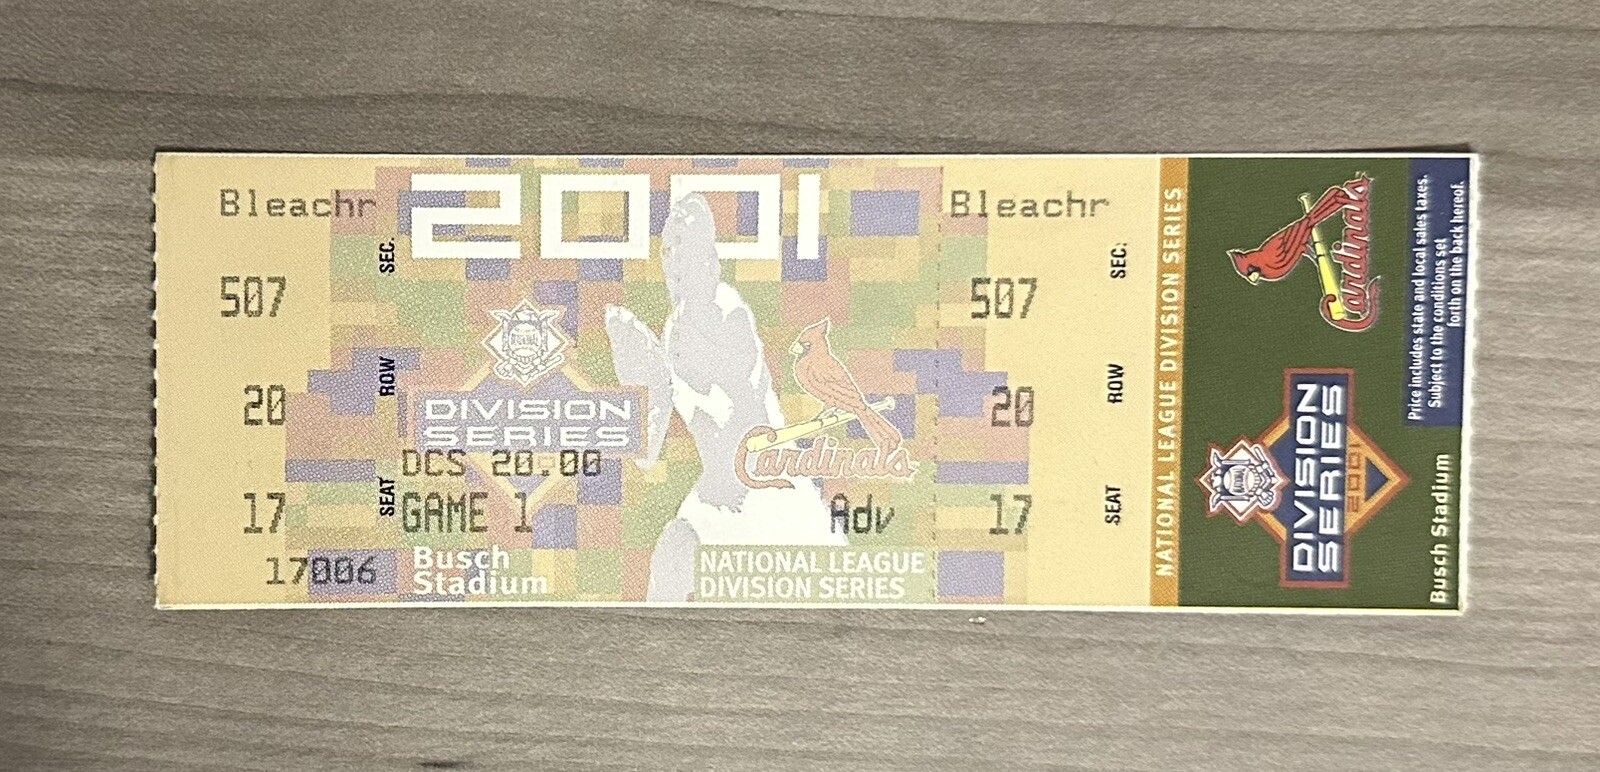 Bleachr
SEC.
507
ROW
20
SEAT
17
17006
2001
DIVISION
SERIES
DCS 20.00
GAME 1
Busch
Stadium
Cardinals
Adv
NATIONAL LEAGUE
DIVISION SERIES
Bleachr
SEC.
507
ROW
20
SEAT
17
NATIONAL LEAGUE DIVISION SERIES
Cardinals
DIVISION
SERIES
2001
Price includes state and local sales taxes.
Subject to the conditions set
forth on the back hereof.
Busch Stadium